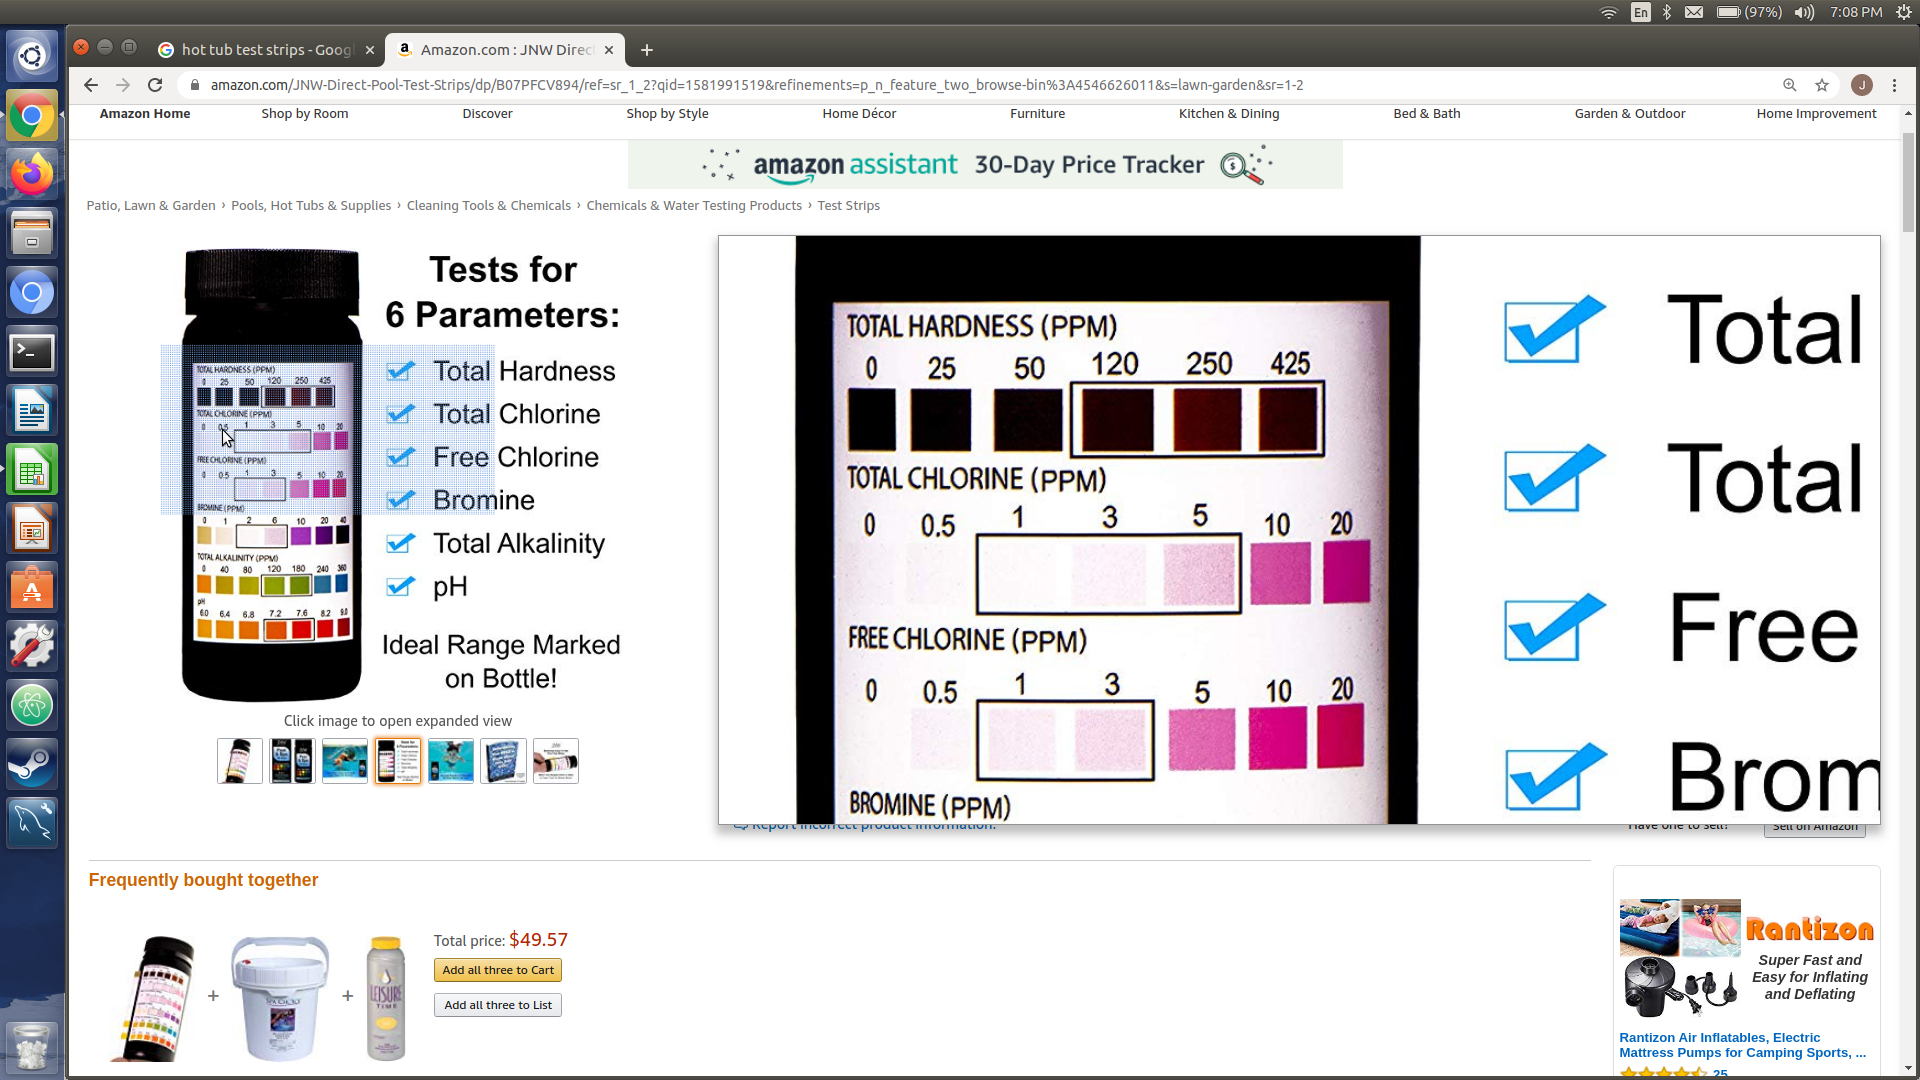 En (97%) 7:08 PM
hot tub test strips - Goog
Amazon.com : JNW Direc
amazon.com/JNW-Direct-Pool-Test-Strips/dp/B07PFCV894/ref=sr_1_2?qid=1581991519&refinements=p_n_feature_two_browse-bin%3A4546626011&s=lawn-garden&sr=1-2
J
Amazon Home Shop by Room Discover Shop by Style Home Décor Furniture Kitchen & Dining Bed & Bath Garden & Outdoor Home Improvement
amazon assistant 30-Day Price Tracker
Patio, Lawn & Garden › Pools, Hot Tubs & Supplies › Cleaning Tools & Chemicals › Chemicals & Water Testing Products › Test Strips
Tests for
6 Parameters:
Total Hardness
Total Chlorine
Free Chlorine
Bromine
Total Alkalinity
pH
Ideal Range Marked
on Bottle!
TOTAL HARDNESS (PPM)
0 25 50 120 250 425
TOTAL CHLORINE (PPM)
0 0.5 1 3 5 10 20
FREE CHLORINE (PPM)
0 0.5 1 3 5 10 20
BROMINE (PPM)
0 1 2 6 10 20 40
TOTAL ALKALINITY (PPM)
0 40 80 120 180 240 360
pH
6.0 6.4 6.8 7.2 7.6 8.2 9.0
Click image to open expanded view
TOTAL HARDNESS (PPM)
0 25 50 120 250 425
TOTAL CHLORINE (PPM)
0 0.5 1 3 5 10 20
FREE CHLORINE (PPM)
0 0.5 1 3 5 10 20
BROMINE (PPM)
Total
Total
Free
Brom
Report incorrect product information.
Have one to sell?
Sell on Amazon
Frequently bought together
+ +
SPA CHOICE
LEISURE
TIME
Total price: $49.57
Add all three to Cart
Add all three to List
Rantizon
Super Fast and
Easy for Inflating
and Deflating
Rantizon Air Inflatables, Electric
Mattress Pumps for Camping Sports, ...
25